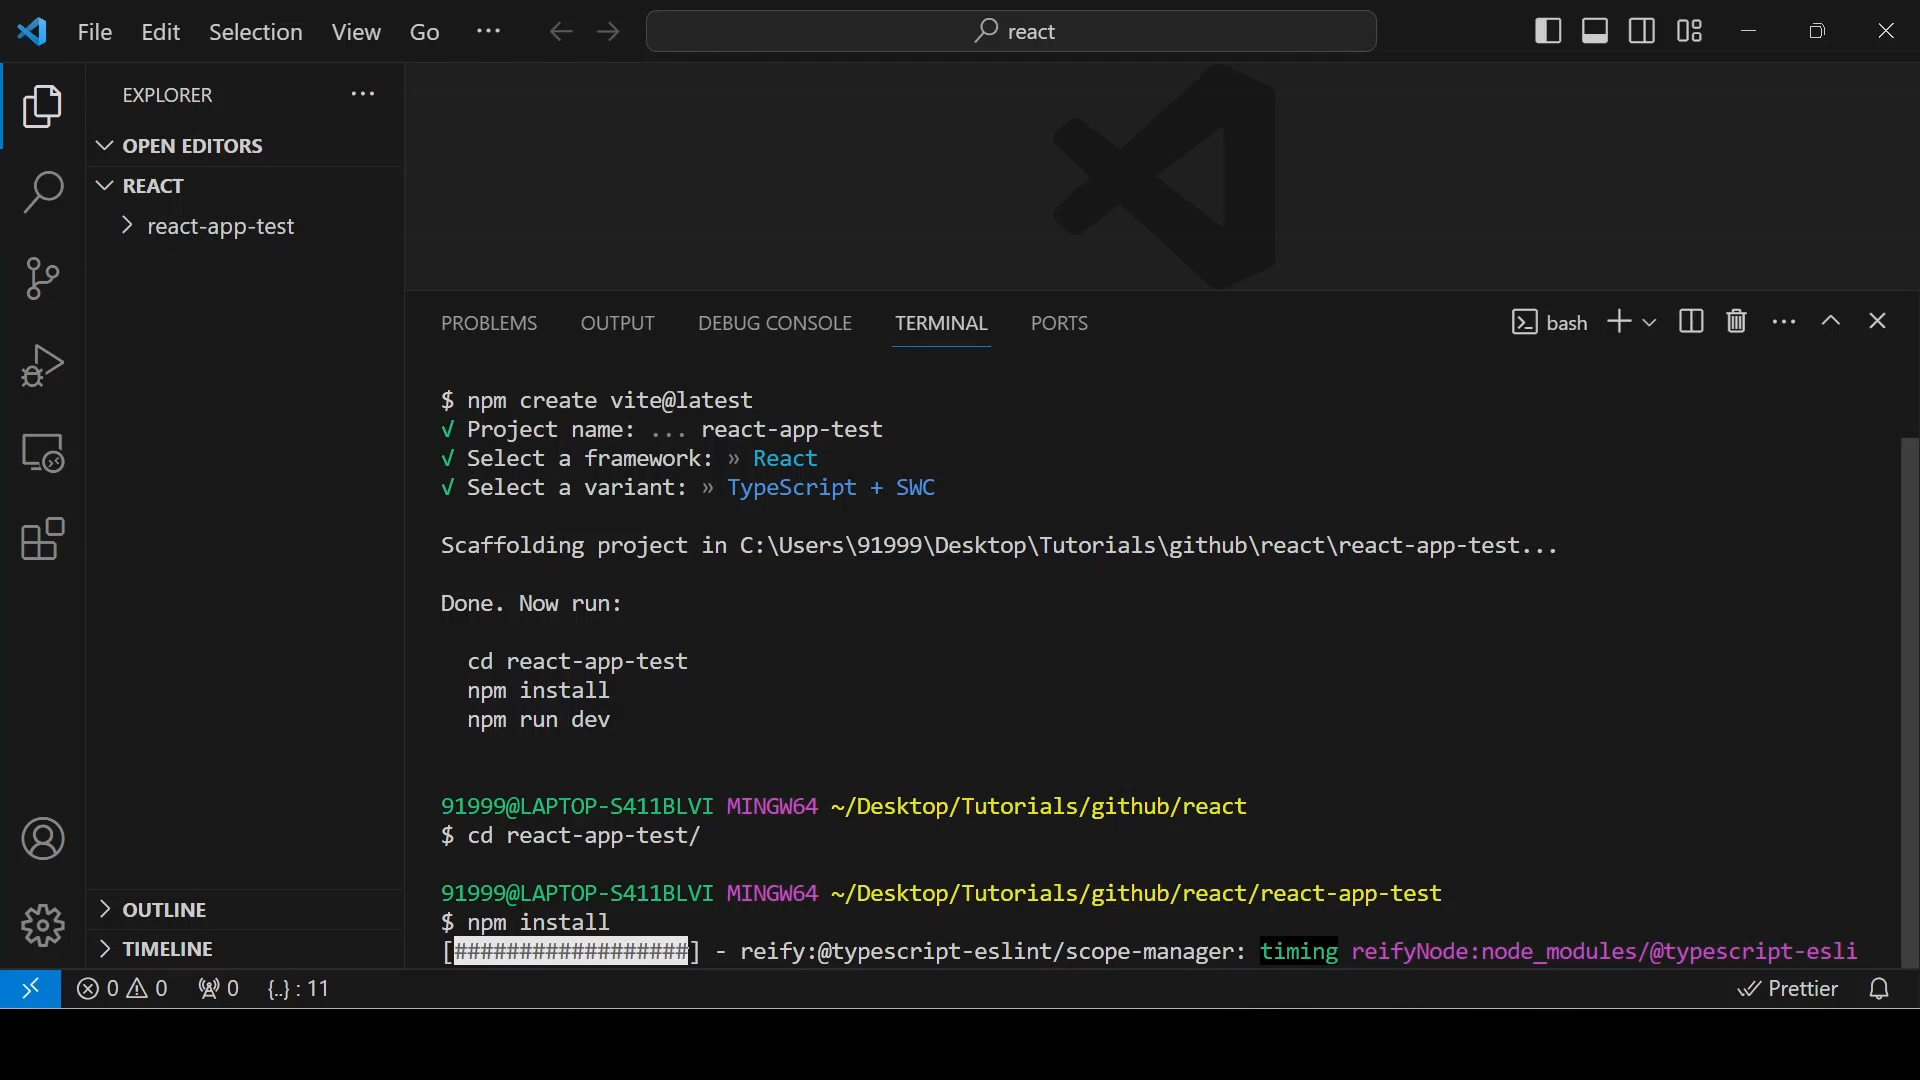 File Edit Selection View Go ... react
EXPLORER ...
OPEN EDITORS
REACT
react-app-test
OUTLINE
TIMELINE
PROBLEMS OUTPUT DEBUG CONSOLE TERMINAL PORTS bash ...
$ npm create vite@latest
√ Project name: ... react-app-test
√ Select a framework: » React
√ Select a variant: » TypeScript + SWC
Scaffolding project in C:\Users\91999\Desktop\Tutorials\github\react\react-app-test...
Done. Now run:
cd react-app-test
npm install
npm run dev
91999@LAPTOP-S411BLVI MINGW64 ~/Desktop/Tutorials/github/react
$ cd react-app-test/
91999@LAPTOP-S411BLVI MINGW64 ~/Desktop/Tutorials/github/react/react-app-test
$ npm install
[##################] - reify:@typescript-eslint/scope-manager: timing reifyNode:node_modules/@typescript-esli
0 0 0 {..} : 11 Prettier